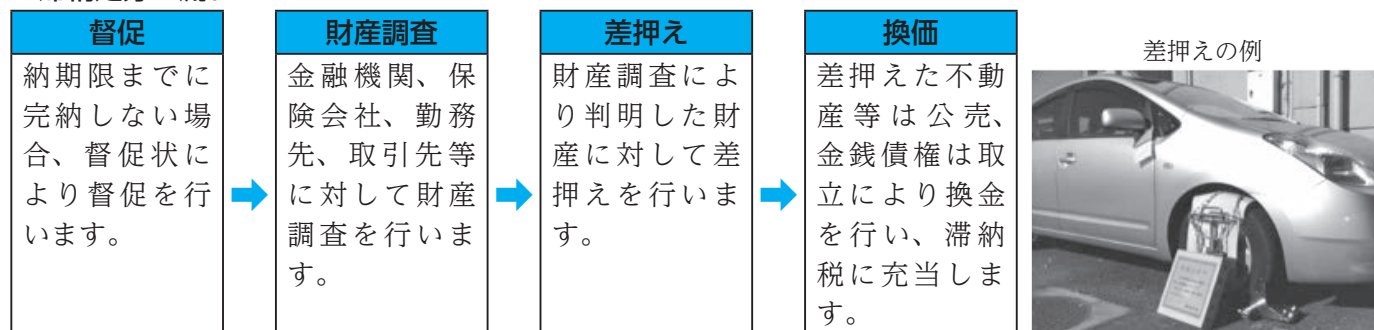 督促
納期限までに
完納しない場
合、督促状に
より督促を行
います。
財産調査
金融機関、保
険会社、勤務
先、取引先等
に対して財産
調査を行いま
す。
差押え
財産調査によ
り判明した財
産に対して差
押えを行いま
す。
換価
差押えた不動
産等は公売、
金銭債権は取
立により換金
を行い、滞納
税に充当しま
す。
差押えの例